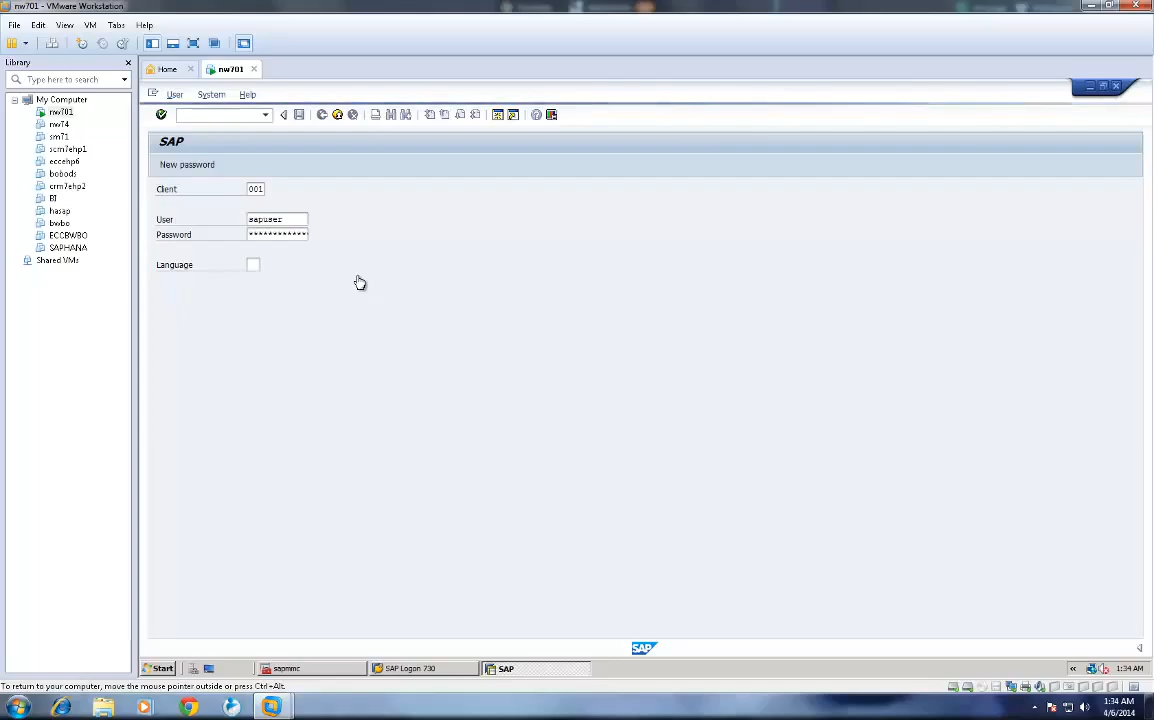 nw701 - VMware Workstation
File Edit View VM Tabs Help
Library
Type here to search
My Computer
nw701
nw74
sm71
scm7ehp1
eccehp6
bobods
crm7ehp2
BI
hasap
bwbo
ECCBWBO
SAPHANA
Shared VMs
Home
nw701
User System Help
SAP
New password
Client 001
User sapuser
Password ************
Language
SAP
Start
sapmmc
SAP Logon 730
SAP
1:34 AM
To return to your computer, move the mouse pointer outside or press Ctrl+Alt.
1:34 AM
4/6/2014